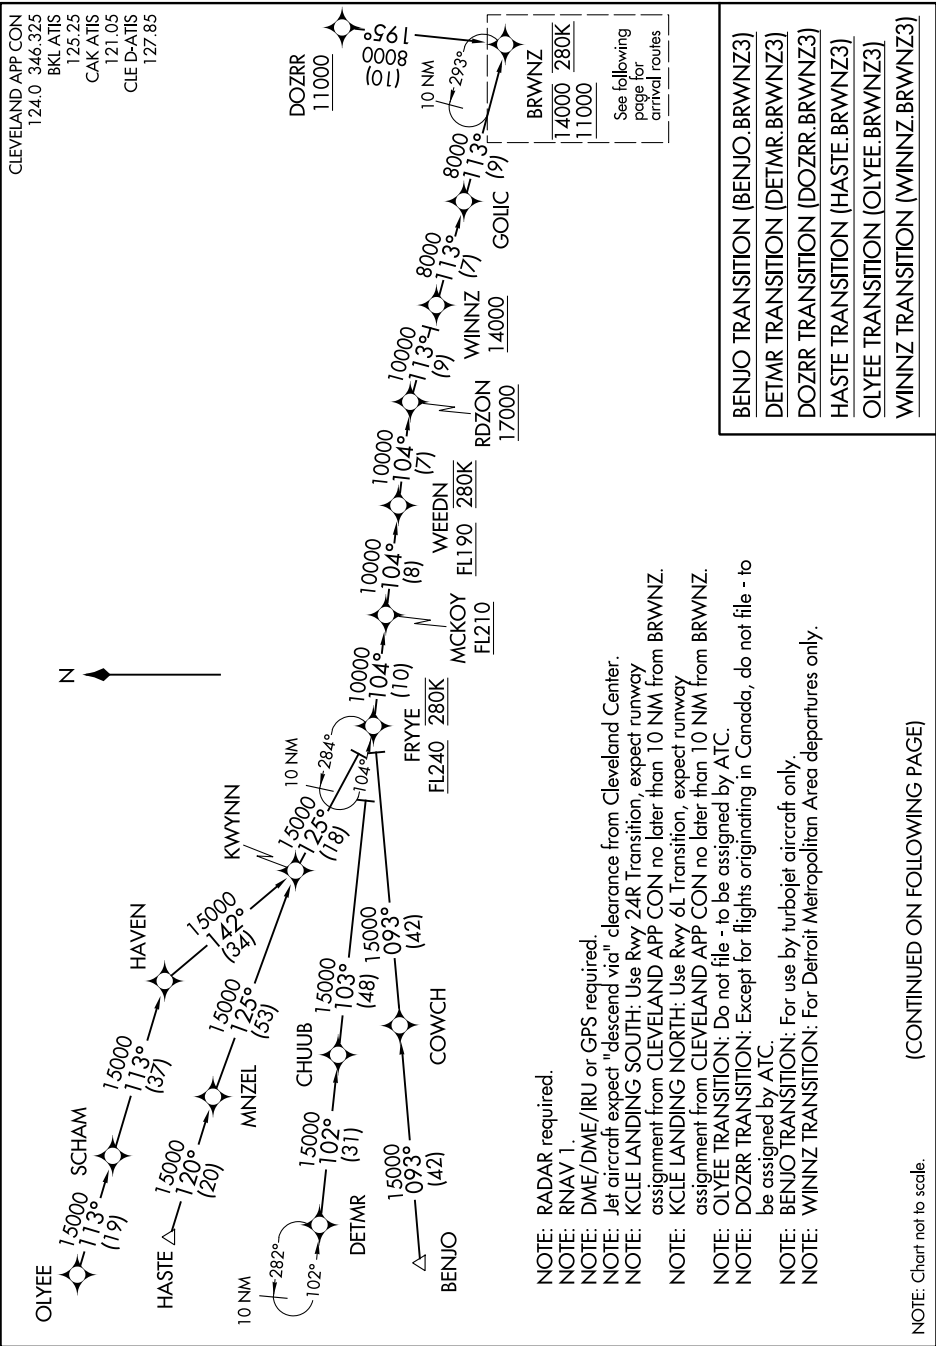 CLEVELAND APP CON
124.0 346.325
BKL ATIS
125.25
CAK ATIS
121.05
CLE D-ATIS
127.85
N
OLYEE
15000
113°
(19)
SCHAM
15000
113°
(37)
HAVEN
15000
142°
(34)
KWYNN
HASTE
15000
120°
(20)
MNZEL
15000
125°
(53)
15000
125°
(18)
10 NM
284°
104°
10 NM
282°
102°
DETMR
15000
102°
(31)
CHUUB
15000
103°
(48)
BENJO
15000
093°
(42)
COWCH
15000
093°
(42)
FRYYE
FL240 280K
10000
104°
(10)
MCKOY
FL210
10000
104°
(8)
WEEDN
FL190 280K
10000
104°
(7)
RDZON
17000
10000
113°
(9)
WINNZ
14000
8000
113°
(7)
GOLIC
8000
113°
(9)
DOZRR
11000
195°
8000
(10)
10 NM
293°
BRWNZ
14000 280K
11000
See following
page for
arrival routes
NOTE: RADAR required.
NOTE: RNAV 1.
NOTE: DME/DME/IRU or GPS required.
NOTE: Jet aircraft expect "descend via" clearance from Cleveland Center.
NOTE: KCLE LANDING SOUTH: Use Rwy 24R Transition, expect runway
assignment from CLEVELAND APP CON no later than 10 NM from BRWNZ.
NOTE: KCLE LANDING NORTH: Use Rwy 6L Transition, expect runway
assignment from CLEVELAND APP CON no later than 10 NM from BRWNZ.
NOTE: OLYEE TRANSITION: Do not file - to be assigned by ATC.
NOTE: DOZRR TRANSITION: Except for flights originating in Canada, do not file - to
be assigned by ATC.
NOTE: BENJO TRANSITION: For use by turbojet aircraft only.
NOTE: WINNZ TRANSITION: For Detroit Metropolitan Area departures only.
BENJO TRANSITION (BENJO.BRWNZ3)
DETMR TRANSITION (DETMR.BRWNZ3)
DOZRR TRANSITION (DOZRR.BRWNZ3)
HASTE TRANSITION (HASTE.BRWNZ3)
OLYEE TRANSITION (OLYEE.BRWNZ3)
WINNZ TRANSITION (WINNZ.BRWNZ3)
NOTE: Chart not to scale.
(CONTINUED ON FOLLOWING PAGE)